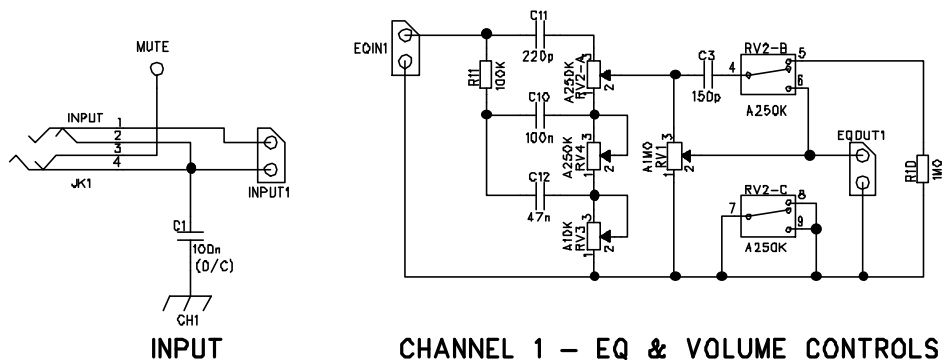 MUTE
INPUT
1
2
3
4
JK1
INPUT1
C1
100n
(D/C)
CH1
INPUT
EQIN1
C11
220p
R11
100K
A250K
RV2-A
3
2
1
C10
100n
A250K
RV4
3
2
1
C12
47n
A10K
RV3
3
2
1
C3
150p
A1M0
RV1
3
2
1
RV2-B
4
5
6
A250K
EQOUT1
R10
1M0
RV2-C
7
8
9
A250K
CHANNEL 1 - EQ & VOLUME CONTROLS